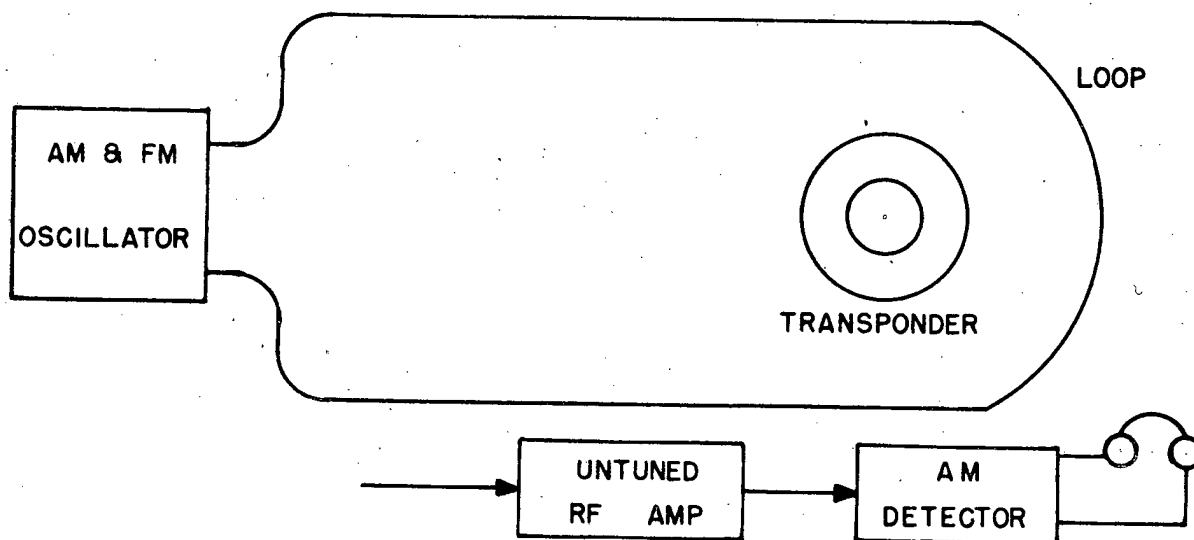 LOOP
AM & FM
OSCILLATOR
TRANSPONDER
UNTUNED
RF AMP
AM
DETECTOR